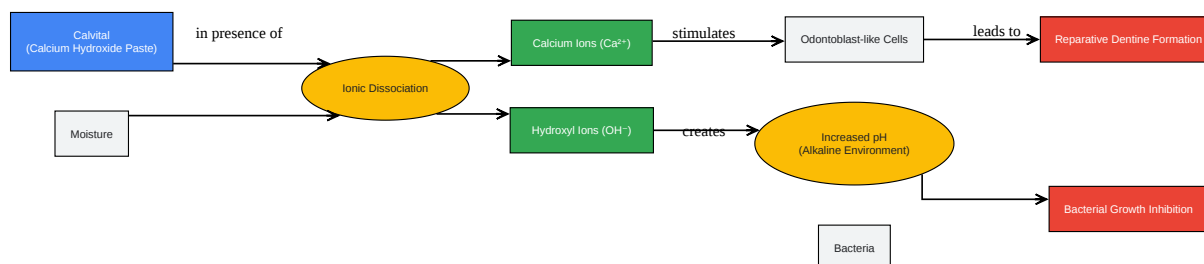 Calvital
(Calcium Hydroxide Paste)
in presence of
Moisture
Ionic Dissociation
Calcium Ions (Ca²⁺)
stimulates
Odontoblast-like Cells
leads to
Reparative Dentine Formation
Hydroxyl Ions (OH⁻)
creates
Increased pH
(Alkaline Environment)
Bacterial Growth Inhibition
Bacteria